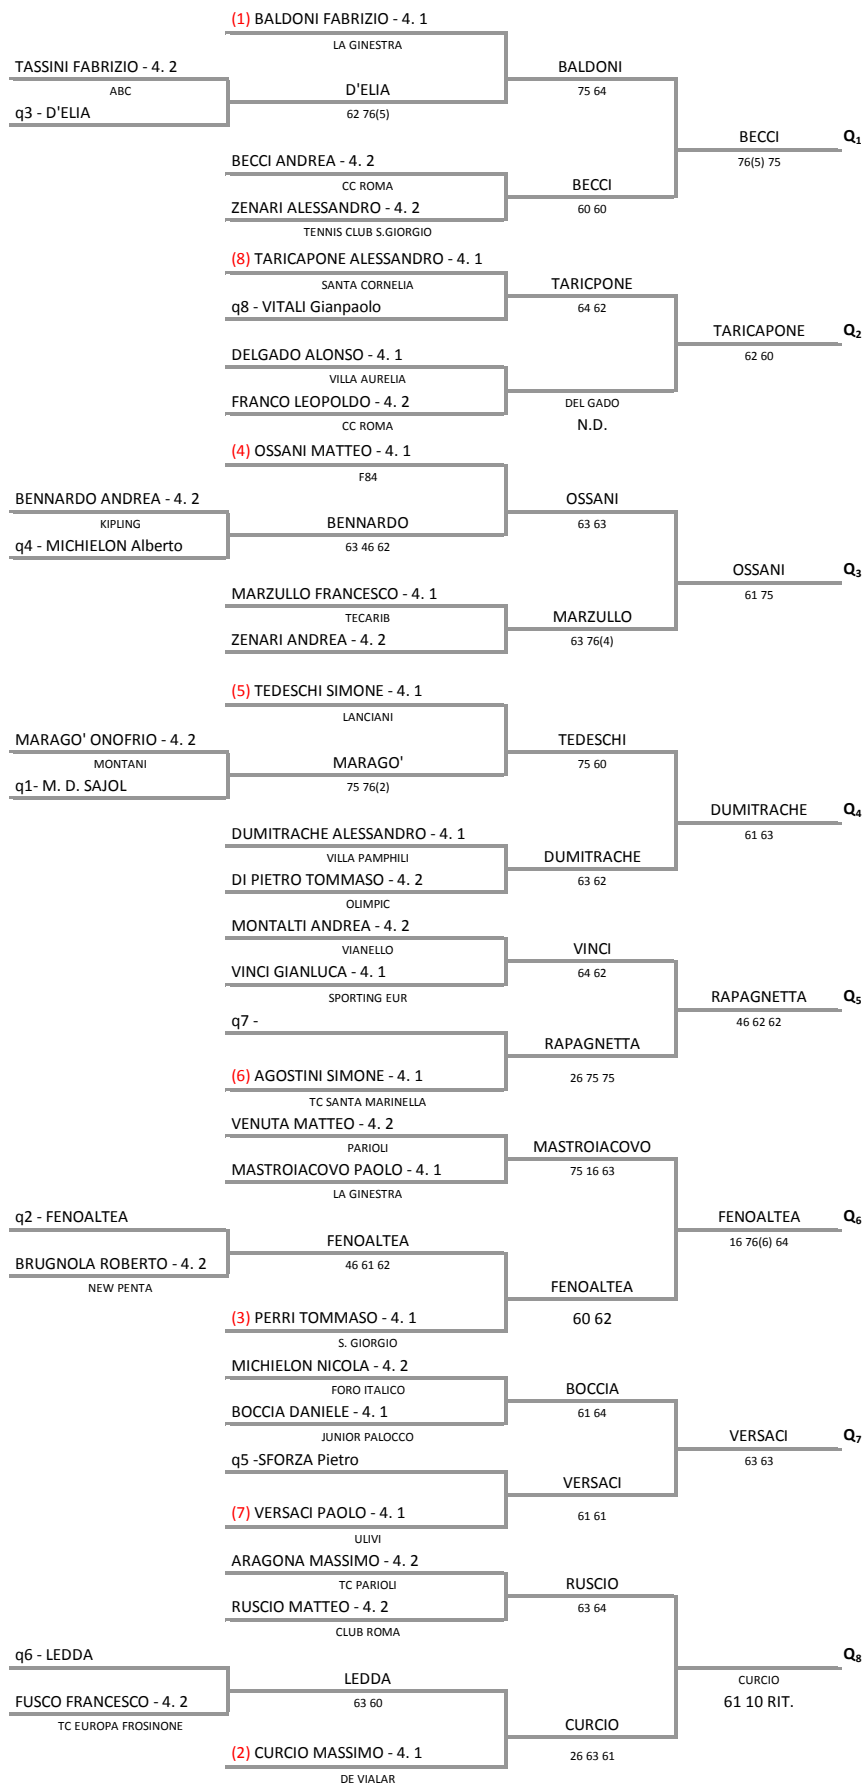 (1) BALDONI FABRIZIO - 4. 1
LA GINESTRA
TASSINI FABRIZIO - 4. 2
BALDONI
ABC
D'ELIA
75 64
q3 - D'ELIA
62 76(5)
BECCI
Q1
76(5) 75
BECCI ANDREA - 4. 2
CC ROMA
BECCI
ZENARI ALESSANDRO - 4. 2
60 60
TENNIS CLUB S.GIORGIO
(8) TARICAPONE ALESSANDRO - 4. 1
SANTA CORNELIA
TARICPONE
q8 - VITALI Gianpaolo
64 62
TARICAPONE
Q2
62 60
DELGADO ALONSO - 4. 1
VILLA AURELIA
FRANCO LEOPOLDO - 4. 2
DEL GADO
CC ROMA
N.D.
(4) OSSANI MATTEO - 4. 1
F84
BENNARDO ANDREA - 4. 2
OSSANI
KIPLING
BENNARDO
63 63
q4 - MICHIELON Alberto
63 46 62
OSSANI
Q3
61 75
MARZULLO FRANCESCO - 4. 1
TECARIB
MARZULLO
ZENARI ANDREA - 4. 2
63 76(4)
(5) TEDESCHI SIMONE - 4. 1
LANCIANI
MARAGO' ONOFRIO - 4. 2
TEDESCHI
MONTANI
MARAGO'
75 60
q1- M. D. SAJOL
75 76(2)
DUMITRACHE
Q4
61 63
DUMITRACHE ALESSANDRO - 4. 1
VILLA PAMPHILI
DUMITRACHE
DI PIETRO TOMMASO - 4. 2
63 62
OLIMPIC
MONTALTI ANDREA - 4. 2
VIANELLO
VINCI
VINCI GIANLUCA - 4. 1
64 62
SPORTING EUR
RAPAGNETTA
Q5
q7 -
46 62 62
RAPAGNETTA
(6) AGOSTINI SIMONE - 4. 1
26 75 75
TC SANTA MARINELLA
VENUTA MATTEO - 4. 2
PARIOLI
MASTROIACOVO
MASTROIACOVO PAOLO - 4. 1
75 16 63
LA GINESTRA
q2 - FENOALTEA
FENOALTEA
Q6
FENOALTEA
16 76(6) 64
BRUGNOLA ROBERTO - 4. 2
46 61 62
NEW PENTA
FENOALTEA
(3) PERRI TOMMASO - 4. 1
60 62
S. GIORGIO
MICHIELON NICOLA - 4. 2
FORO ITALICO
BOCCIA
BOCCIA DANIELE - 4. 1
61 64
JUNIOR PALOCCO
VERSACI
Q7
q5 -SFORZA Pietro
63 63
VERSACI
(7) VERSACI PAOLO - 4. 1
61 61
ULIVI
ARAGONA MASSIMO - 4. 2
TC PARIOLI
RUSCIO
RUSCIO MATTEO - 4. 2
63 64
CLUB ROMA
q6 - LEDDA
Q8
LEDDA
CURCIO
FUSCO FRANCESCO - 4. 2
63 60
61 10 RIT.
TC EUROPA FROSINONE
CURCIO
(2) CURCIO MASSIMO - 4. 1
26 63 61
DE VIALAR